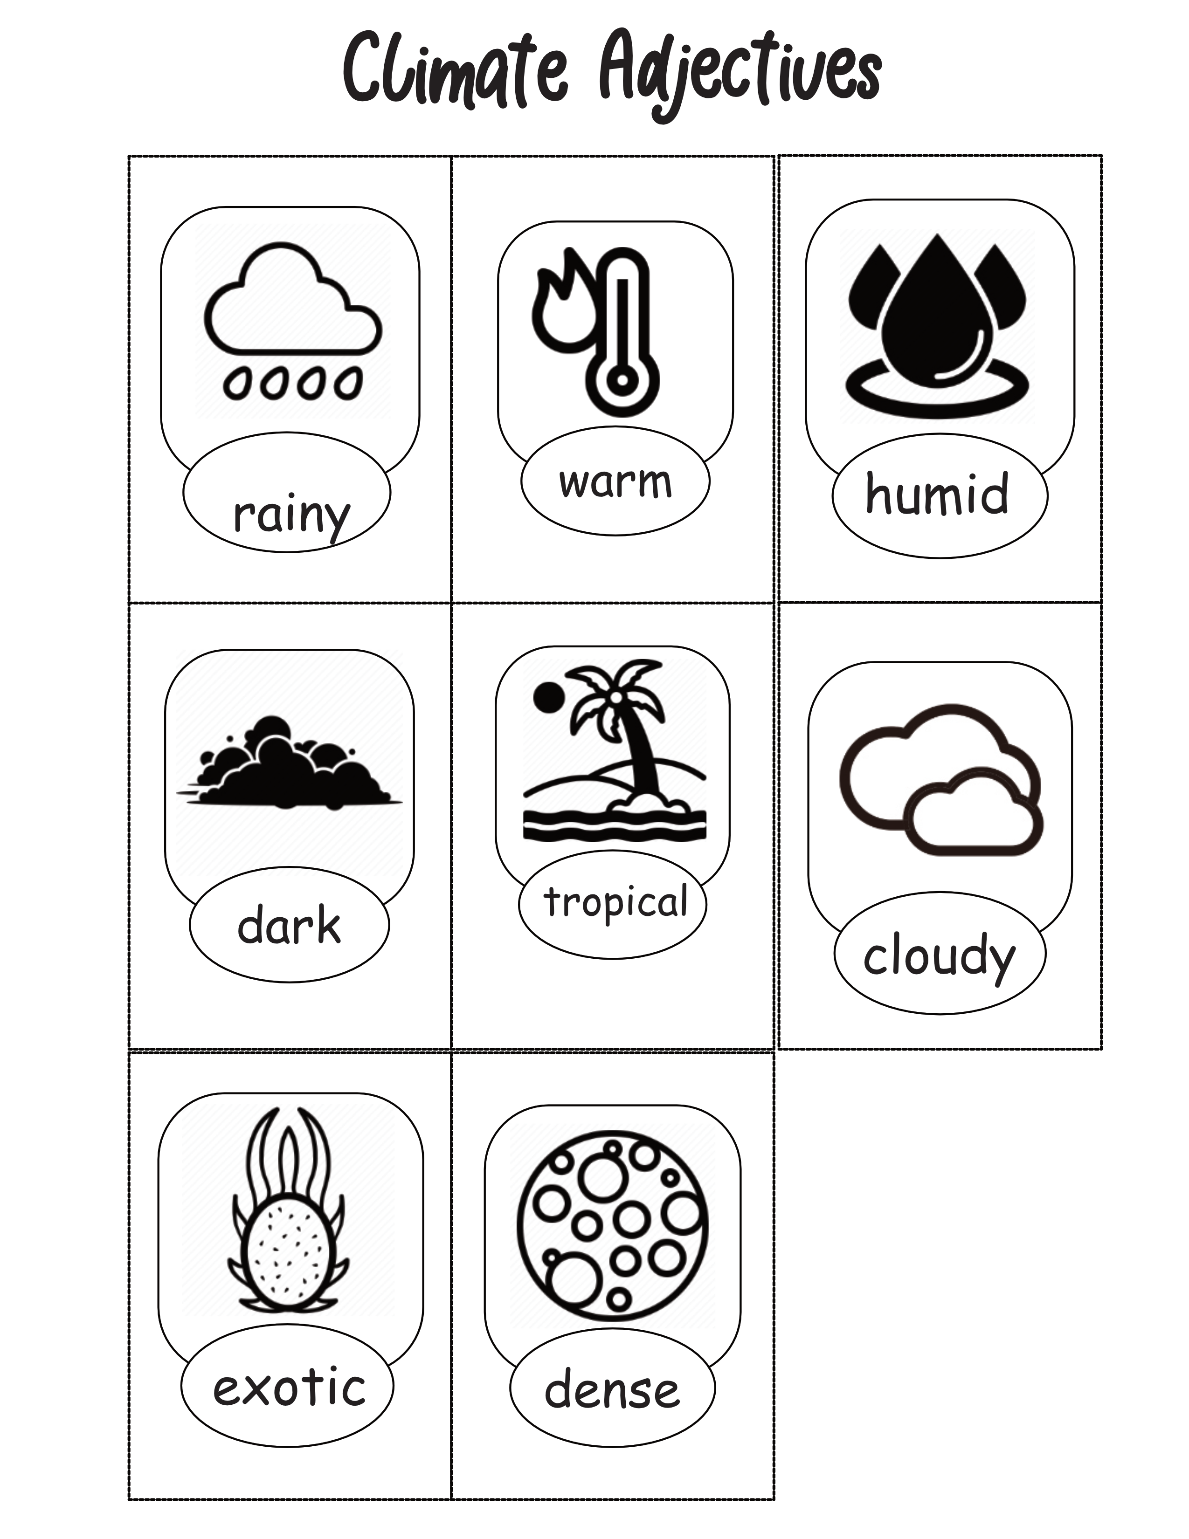 Climate Adjectives
rainy
warm
humid
dark
tropical
cloudy
exotic
dense